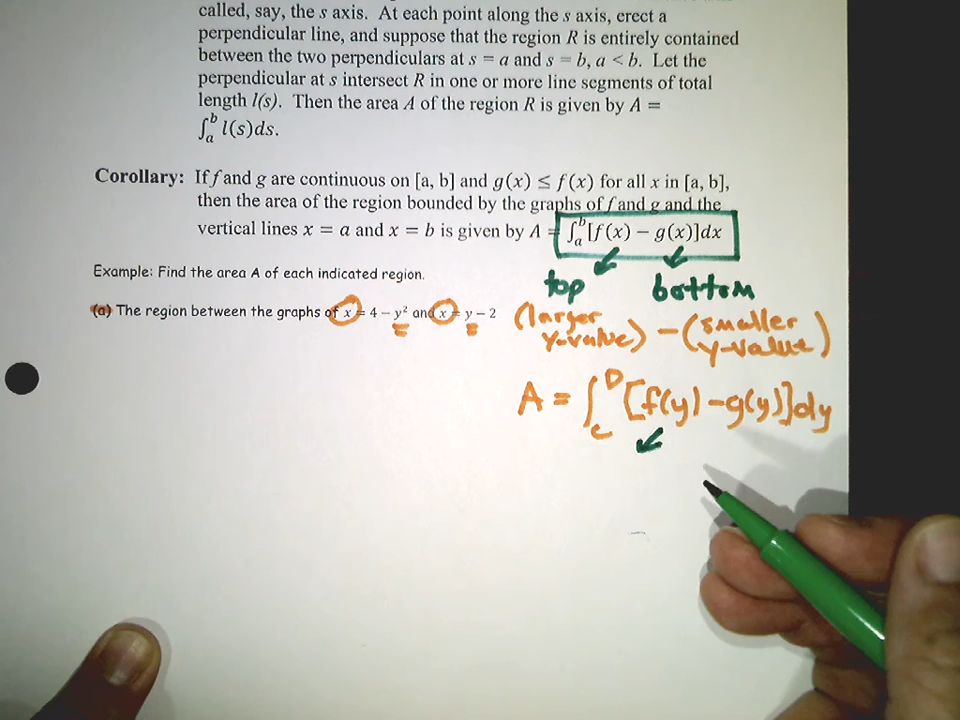 called, say, the s axis. At each point along the s axis, erect a
perpendicular line, and suppose that the region R is entirely contained
between the two perpendiculars at s = a and s = b, a < b. Let the
perpendicular at s intersect R in one or more line segments of total
length l(s). Then the area A of the region R is given by A =
∫ₐᵇ l(s)ds.
Corollary: If f and g are continuous on [a, b] and g(x) ≤ f(x) for all x in [a, b],
then the area of the region bounded by the graphs of f and g and the
vertical lines x = a and x = b is given by A = ∫ₐᵇ[f(x) − g(x)]dx
Example: Find the area A of each indicated region.
top bottom
(a) The region between the graphs of x = 4 − y² and x = y − 2
(larger y-value) − (smaller y-value)
A = ∫_c^D [f(y) − g(y)]dy